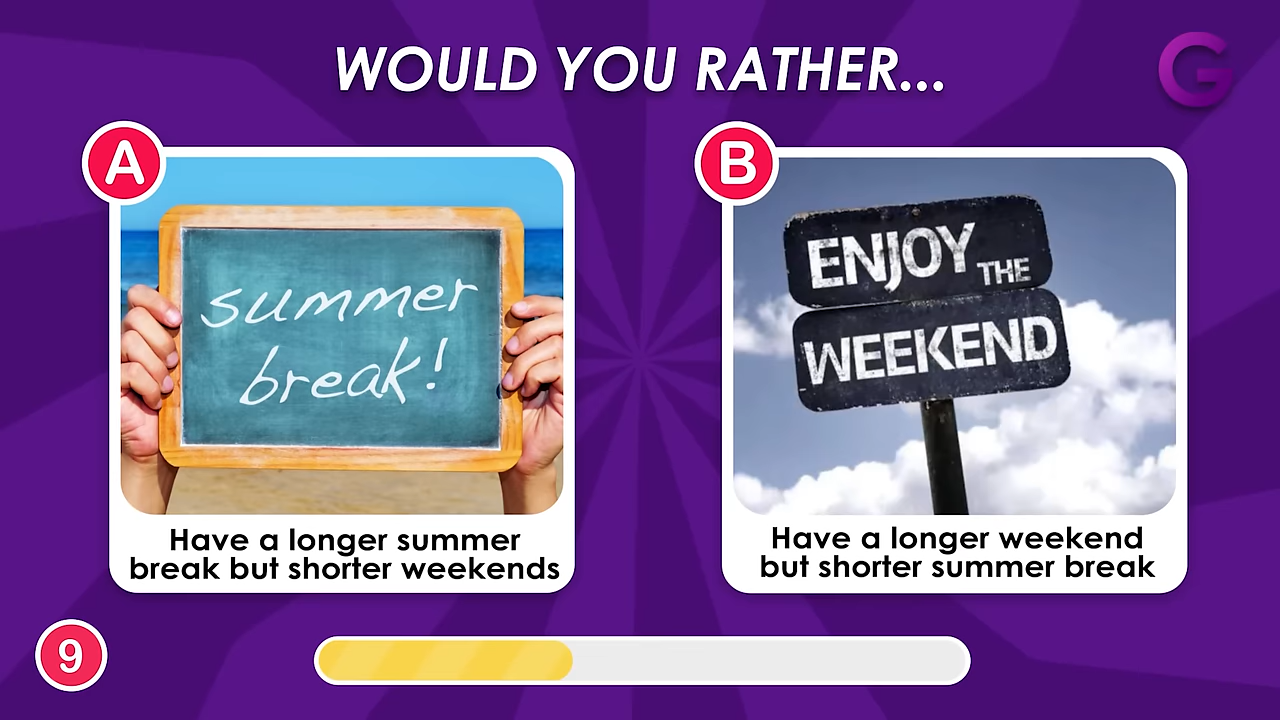 WOULD YOU RATHER...
G
A
summer
break!
Have a longer summer
break but shorter weekends
B
ENJOY THE
WEEKEND
Have a longer weekend
but shorter summer break
9